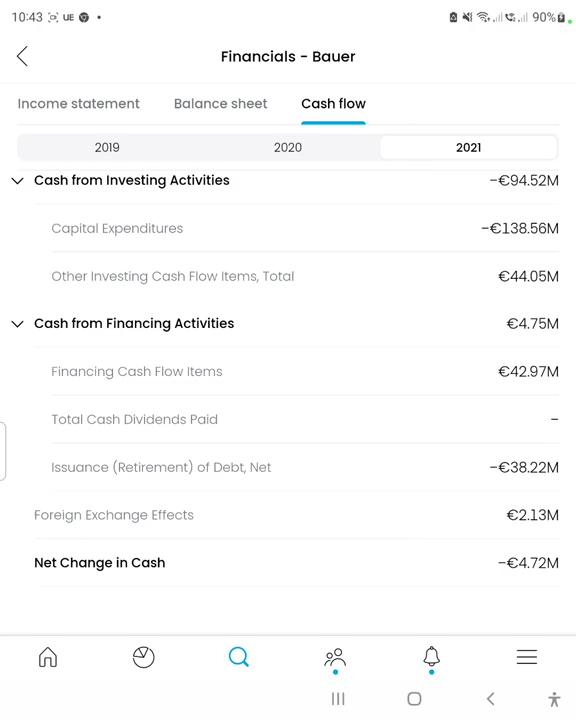 10:43 UE 90%
Financials - Bauer
Income statement Balance sheet Cash flow
2019 2020 2021
Cash from Investing Activities -€94.52M
Capital Expenditures -€138.56M
Other Investing Cash Flow Items, Total €44.05M
Cash from Financing Activities €4.75M
Financing Cash Flow Items €42.97M
Total Cash Dividends Paid -
Issuance (Retirement) of Debt, Net -€38.22M
Foreign Exchange Effects €2.13M
Net Change in Cash -€4.72M